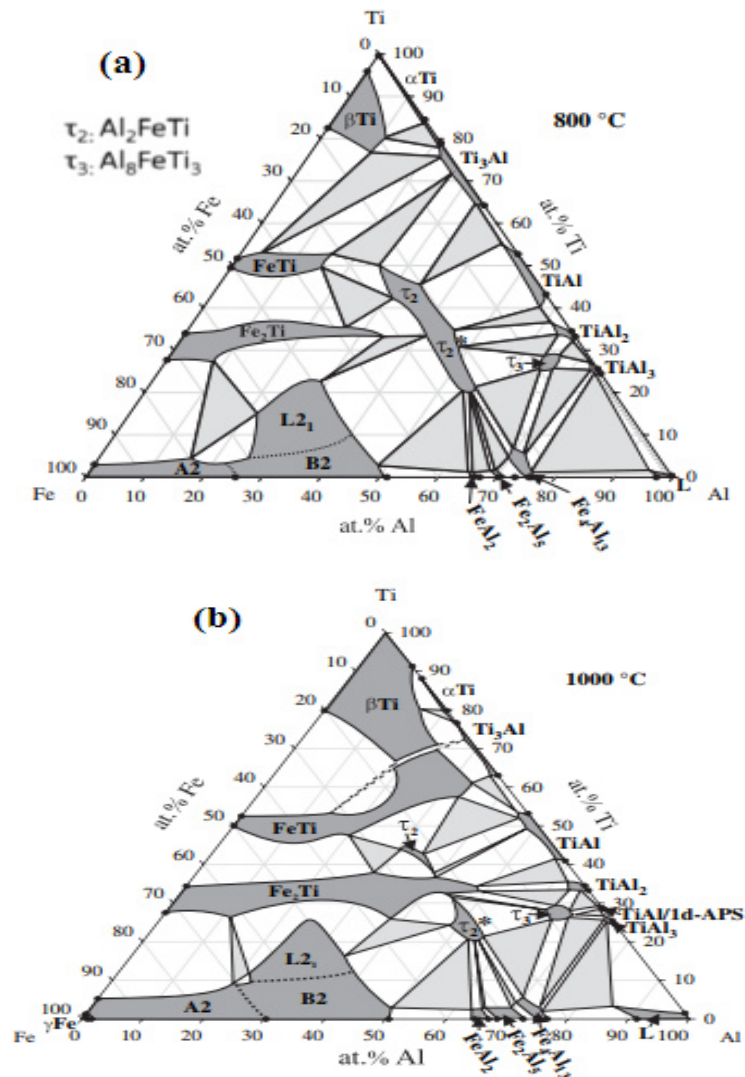 (a)
800 °C
τ₂: Al₂FeTi
τ₃: Al₈FeTi₃
Ti
0
100
10
90
20
80
30
70
40
60
50
50
60
40
70
30
80
20
90
10
100
0
at.% Fe
at.% Ti
αTi
βTi
Ti₃Al
FeTi
TiAl
τ₂
Fe₂Ti
τ₂*
TiAl₂
τ₃
TiAl₃
L2₁
A2
B2
L
Fe
0
10
20
30
40
50
60
70
80
90
100
Al
at.% Al
FeAl₂
Fe₂Al₅
Fe₄Al₁₃
(b)
1000 °C
Ti
0
100
10
90
20
80
30
70
40
60
50
50
60
40
70
30
80
20
90
10
100
0
at.% Fe
at.% Ti
αTi
βTi
Ti₃Al
FeTi
τ₂
TiAl
Fe₂Ti
TiAl₂
τ₃
TiAl/1d-APS
τ₂*
TiAl₃
L2₁
A2
B2
γFe
L
Fe
0
10
20
30
40
50
60
70
80
90
100
Al
at.% Al
FeAl₂
Fe₂Al₅
Fe₄Al₁₃